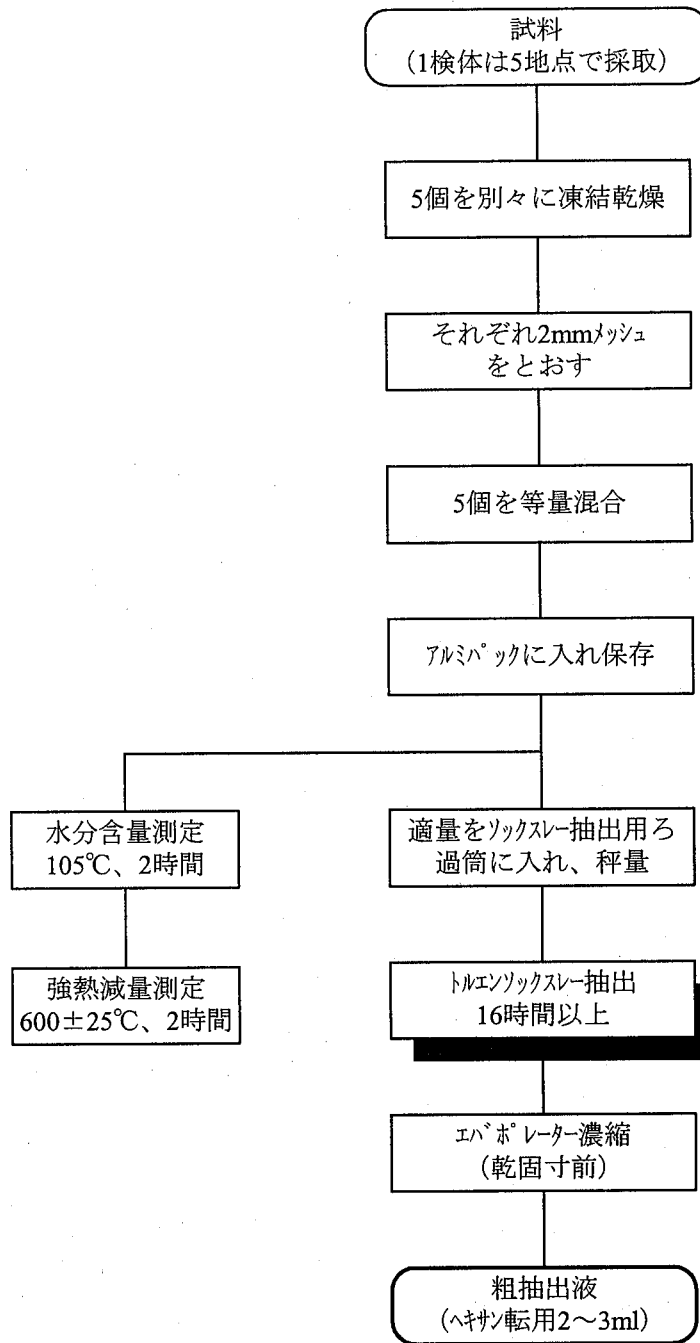 試料
(1検体は5地点で採取)
5個を別々に凍結乾燥
それぞれ2mmメッシュ
をとおす
5個を等量混合
アルミパックに入れ保存
水分含量測定
105℃、2時間
適量をソックスレー抽出用ろ
過筒に入れ、秤量
強熱減量測定
600±25℃、2時間
トルエンソックスレー抽出
16時間以上
エバポレーター濃縮
(乾固寸前)
粗抽出液
(ヘキサン転用2～3ml)